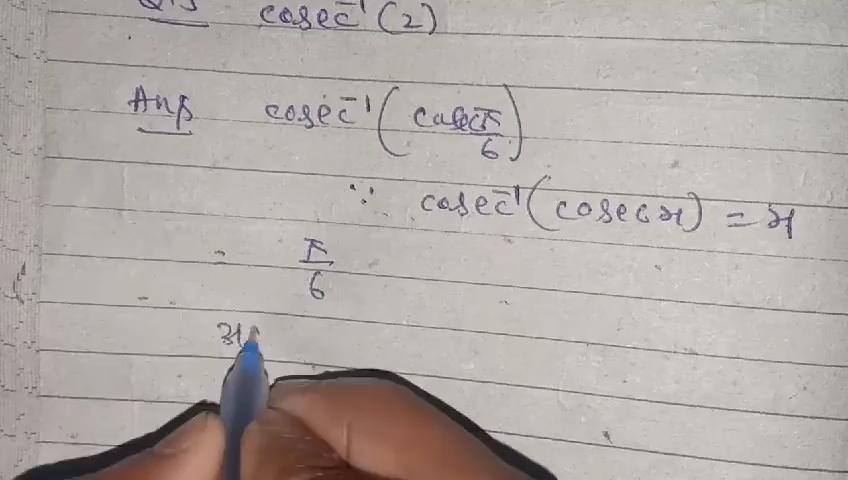 cosec⁻¹(2)
Ans cosec⁻¹(cosec π/6)
∵ cosec⁻¹(cosec x) = x
= π/6